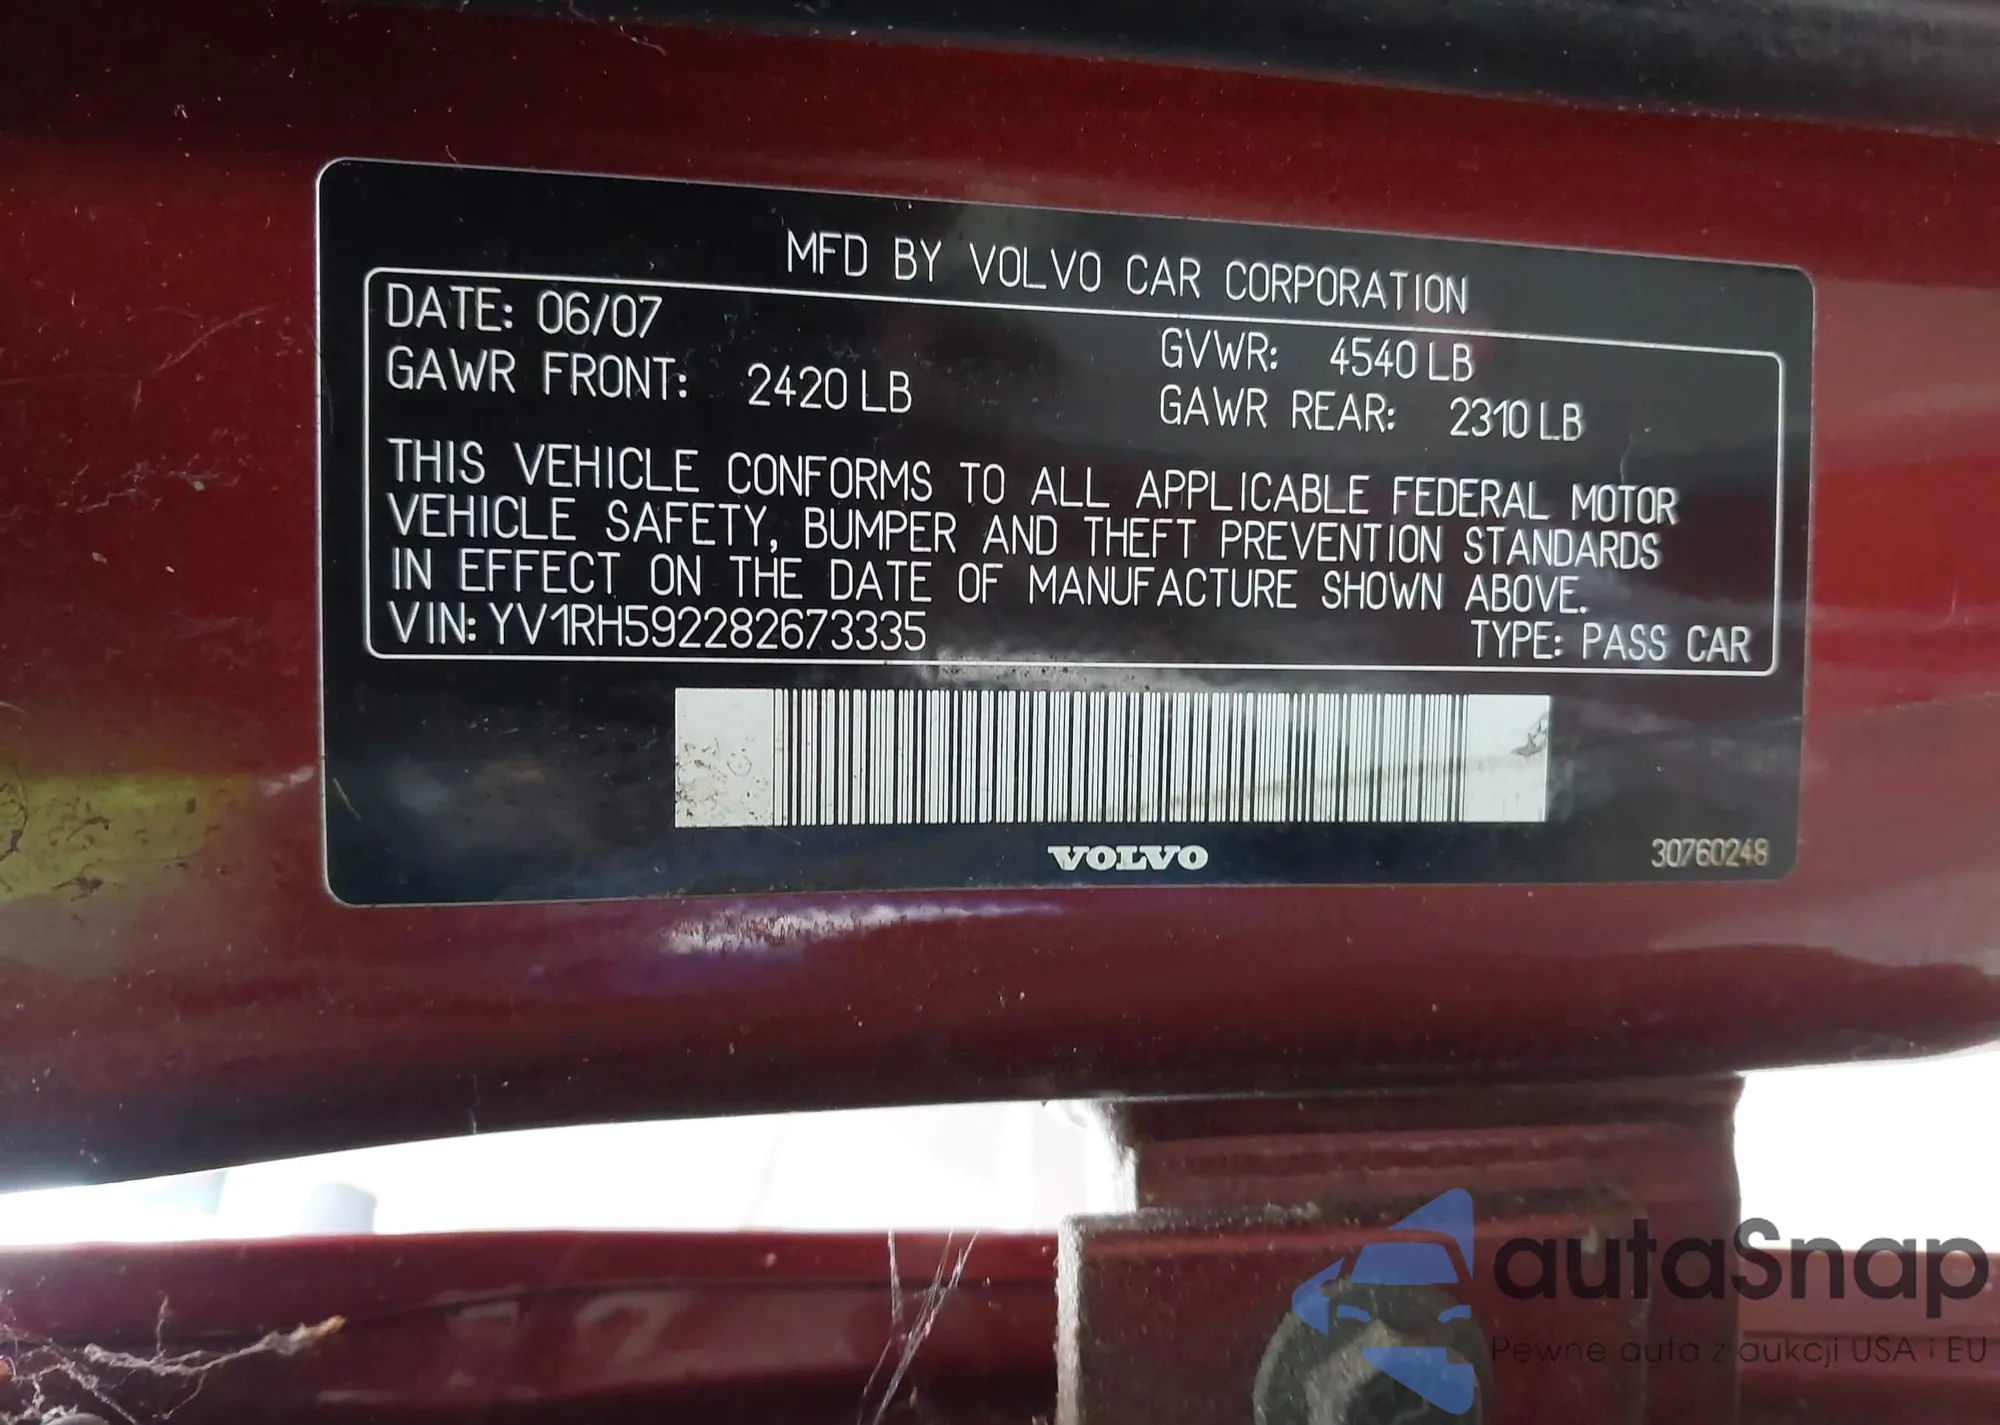 MFD BY VOLVO CAR CORPORATION
DATE: 06/07
GVWR: 4540 LB
GAWR FRONT: 2420 LB
GAWR REAR: 2310 LB
THIS VEHICLE CONFORMS TO ALL APPLICABLE FEDERAL MOTOR
VEHICLE SAFETY, BUMPER AND THEFT PREVENTION STANDARDS
IN EFFECT ON THE DATE OF MANUFACTURE SHOWN ABOVE.
VIN: YV1RH592282673335
TYPE: PASS CAR
VOLVO
30760248
autaSnap
Pewne auta z aukcji USA i EU